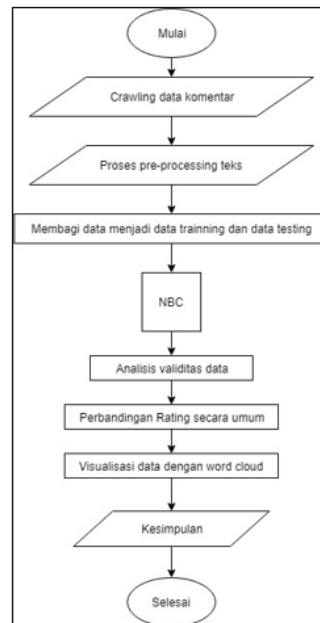 Mulai
Crawling data komentar
Proses pre-processing teks
Membagi data menjadi data trainning dan data testing
NBC
Analisis validitas data
Perbandingan Rating secara umum
Visualisasi data dengan word cloud
Kesimpulan
Selesai